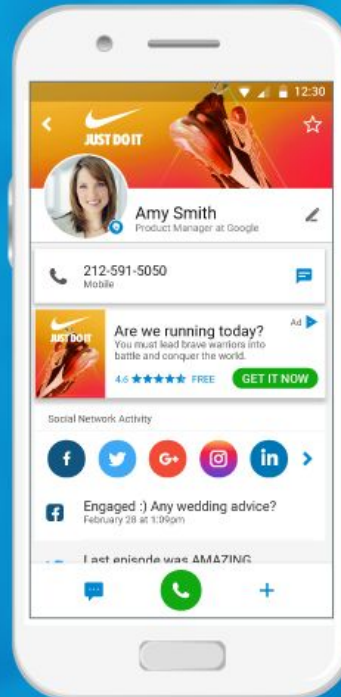 12:30
JUST DO IT
Amy Smith
Product Manager at Google
212-591-5050
Mobile
JUST DO IT
Are we running today?
Ad
You must lead brave warriors into
battle and conquer the world.
4.6 FREE GET IT NOW
Social Network Activity
f G+ in
Engaged :) Any wedding advice?
February 28 at 1:09pm
Last episode was AMAZING